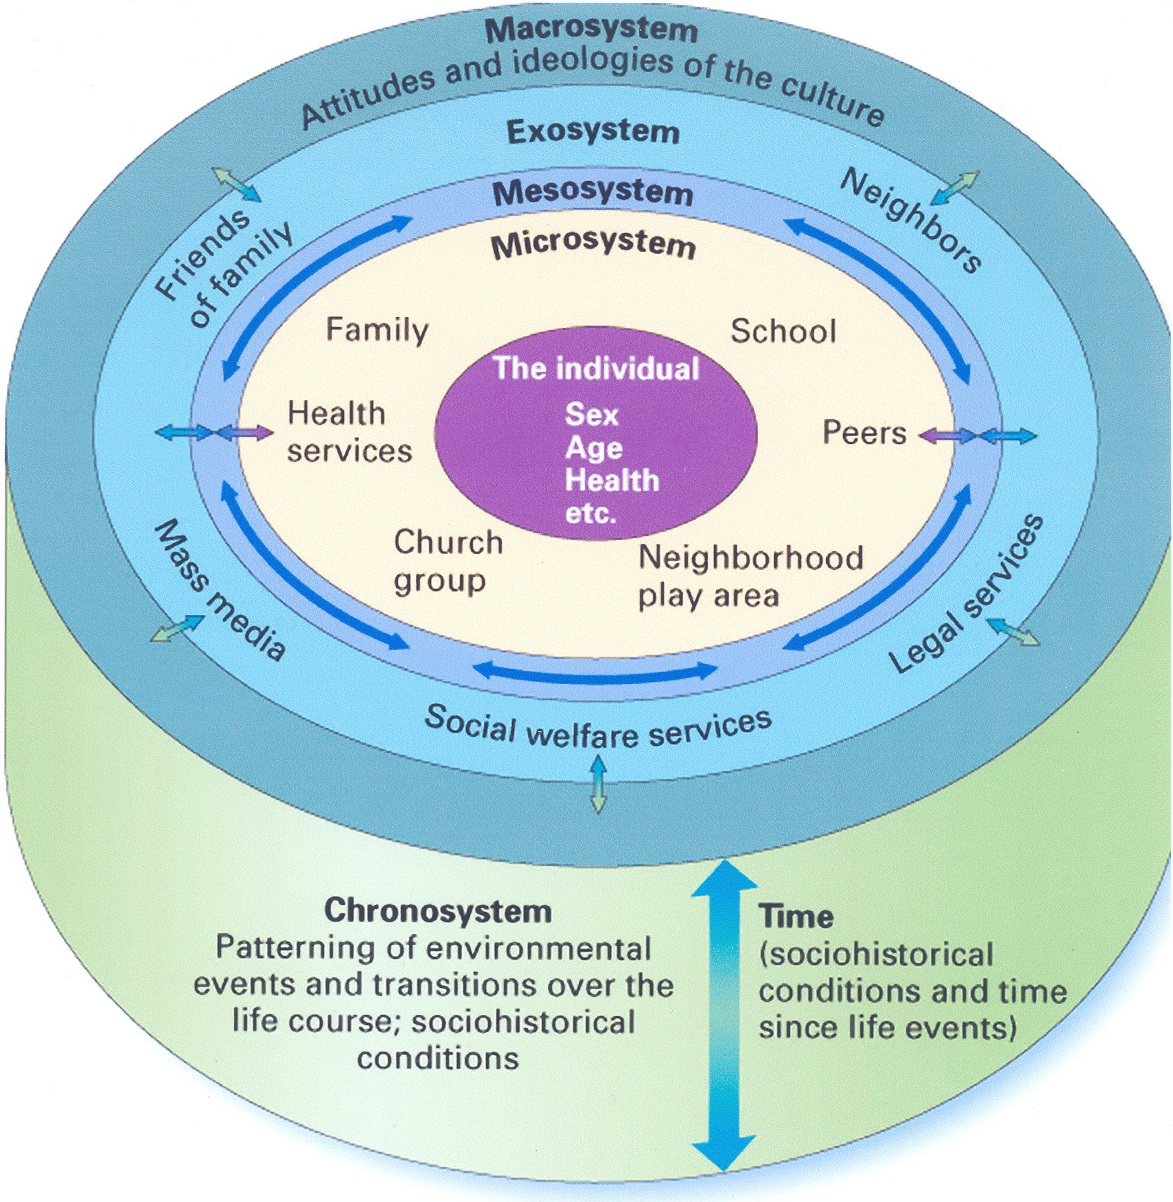 Macrosystem
Attitudes and ideologies of the culture
Exosystem
Mesosystem
Microsystem
Friends
of family
Neighbors
Family
School
The individual
Sex
Age
Health
etc.
Health
services
Peers
Church
group
Neighborhood
play area
Mass media
Legal services
Social welfare services
Chronosystem
Patterning of environmental
events and transitions over the
life course; sociohistorical
conditions
Time
(sociohistorical
conditions and time
since life events)